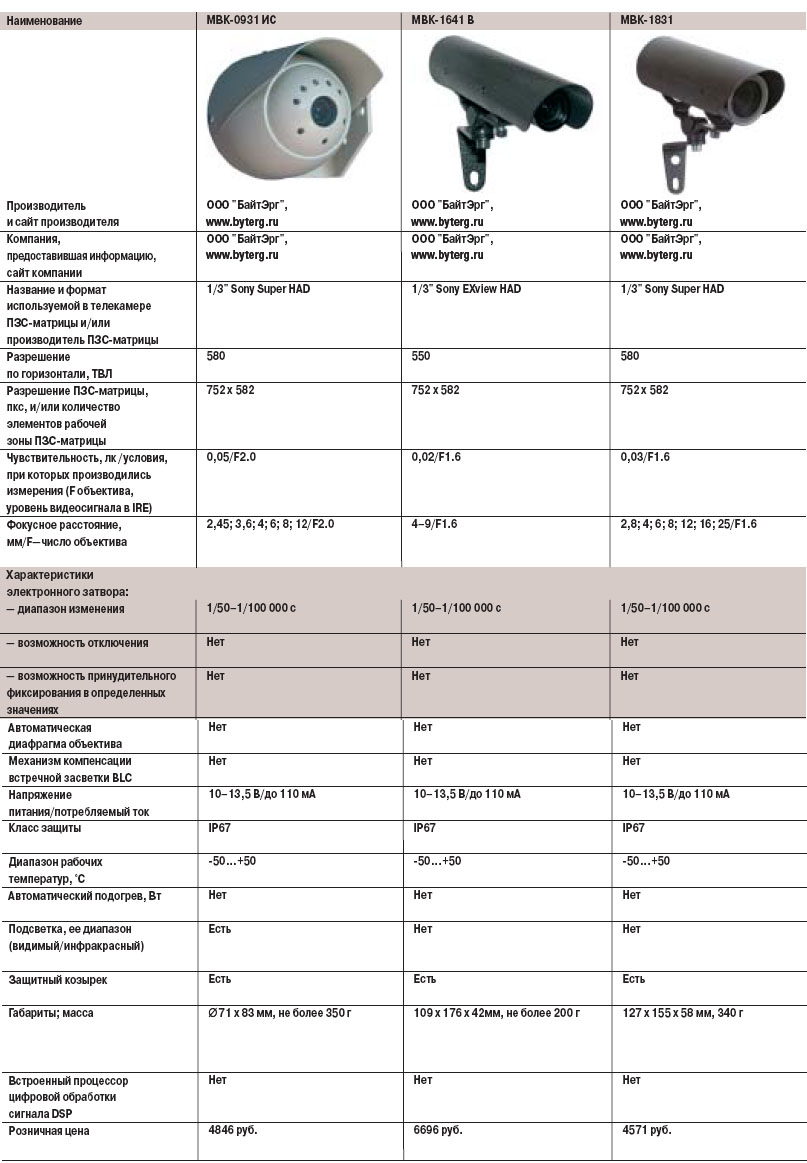 Наименование МВК-0931 ИС МВК-1641 В МВК-1831
Производитель ООО "БайтЭрг", ООО "БайтЭрг", ООО "БайтЭрг",
и сайт производителя www.byterg.ru www.byterg.ru www.byterg.ru
Компания, ООО "БайтЭрг", ООО "БайтЭрг", ООО "БайтЭрг",
предоставившая информацию, www.byterg.ru www.byterg.ru www.byterg.ru
сайт компании
Название и формат 1/3" Sony Super HAD 1/3" Sony EXview HAD 1/3" Sony Super HAD
используемой в телекамере
ПЗС-матрицы и/или
производитель ПЗС-матрицы
Разрешение 580 550 580
по горизонтали, ТВЛ
Разрешение ПЗС-матрицы, 752 x 582 752 x 582 752 x 582
пкс, и/или количество
элементов рабочей
зоны ПЗС-матрицы
Чувствительность, лк /условия, 0,05/F2.0 0,02/F1.6 0,03/F1.6
при которых производились
измерения (F объектива,
уровень видеосигнала в IRE)
Фокусное расстояние, 2,45; 3,6; 4; 6; 8; 12/F2.0 4–9/F1.6 2,8; 4; 6; 8; 12; 16; 25/F1.6
мм/F—число объектива
Характеристики
электронного затвора:
— диапазон изменения 1/50–1/100 000 с 1/50–1/100 000 с 1/50–1/100 000 с
— возможность отключения Нет Нет Нет
— возможность принудительного Нет Нет Нет
фиксирования в определенных
значениях
Автоматическая Нет Нет Нет
диафрагма объектива
Механизм компенсации Нет Нет Нет
встречной засветки BLC
Напряжение 10–13,5 В/до 110 мА 10–13,5 В/до 110 мА 10–13,5 В/до 110 мА
питания/потребляемый ток
Класс защиты IP67 IP67 IP67
Диапазон рабочих -50...+50 -50...+50 -50...+50
температур, °С
Автоматический подогрев, Вт Нет Нет Нет
Подсветка, ее диапазон Есть Нет Нет
(видимый/инфракрасный)
Защитный козырек Есть Есть Есть
Габариты; масса Ø71 x 83 мм, не более 350 г 109 x 176 x 42мм, не более 200 г 127 x 155 x 58 мм, 340 г
Встроенный процессор Нет Нет Нет
цифровой обработки
сигнала DSP
Розничная цена 4846 руб. 6696 руб. 4571 руб.